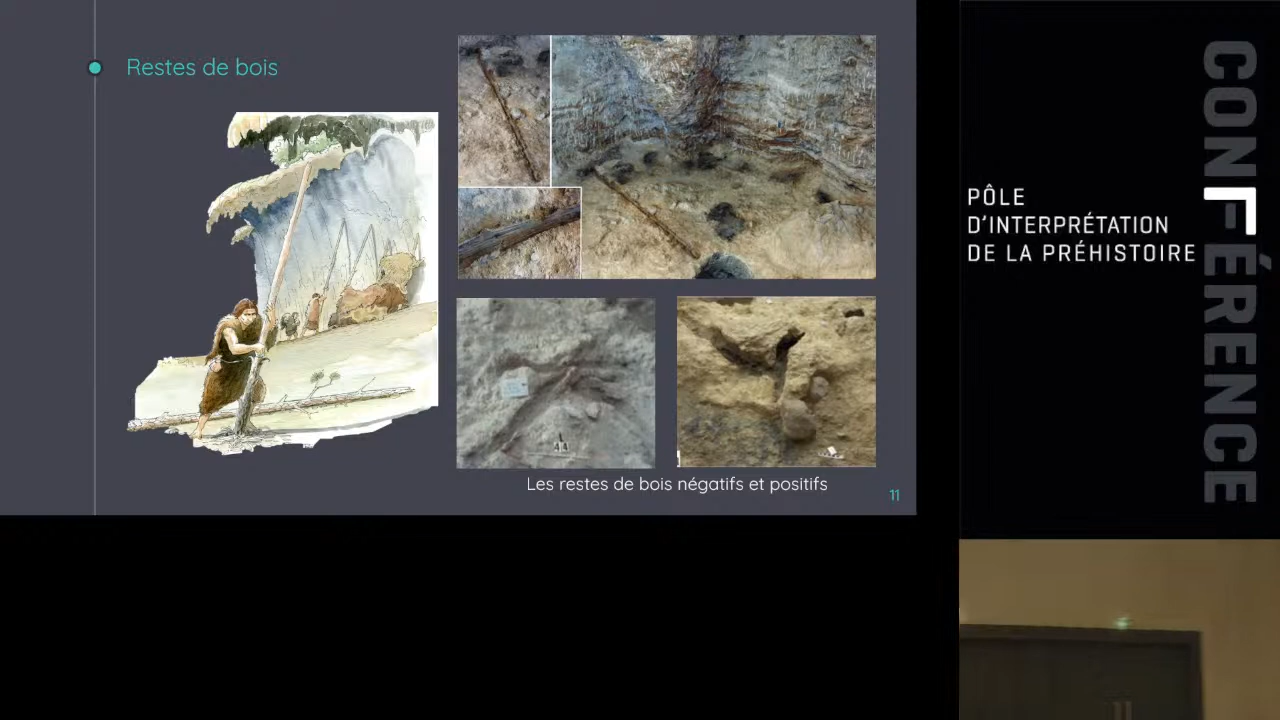 Restes de bois
Les restes de bois négatifs et positifs
11
PÔLE
D'INTERPRÉTATION
DE LA PRÉHISTOIRE
CONFÉRENCE